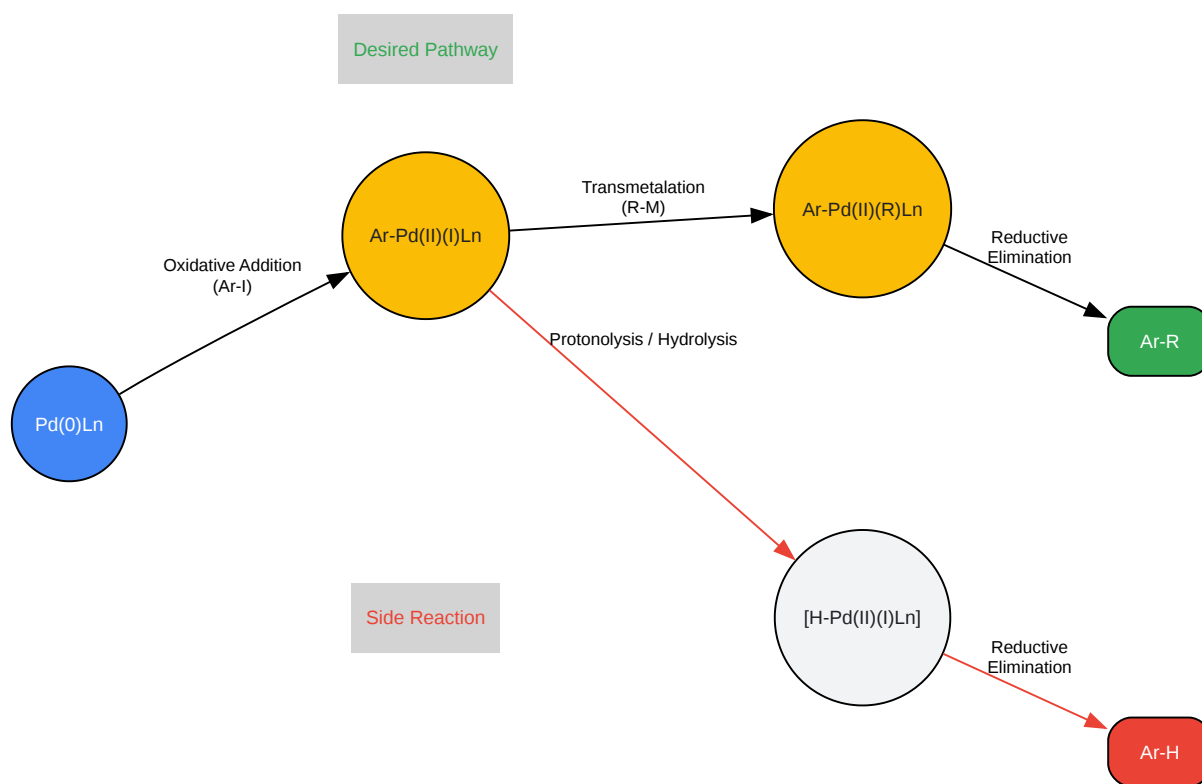 Desired Pathway
Transmetalation
(R-M)
Ar-Pd(II)(I)Ln
Ar-Pd(II)(R)Ln
Reductive
Elimination
Oxidative Addition
(Ar-I)
Protonolysis / Hydrolysis
Ar-R
Pd(0)Ln
Side Reaction
[H-Pd(II)(I)Ln]
Reductive
Elimination
Ar-H